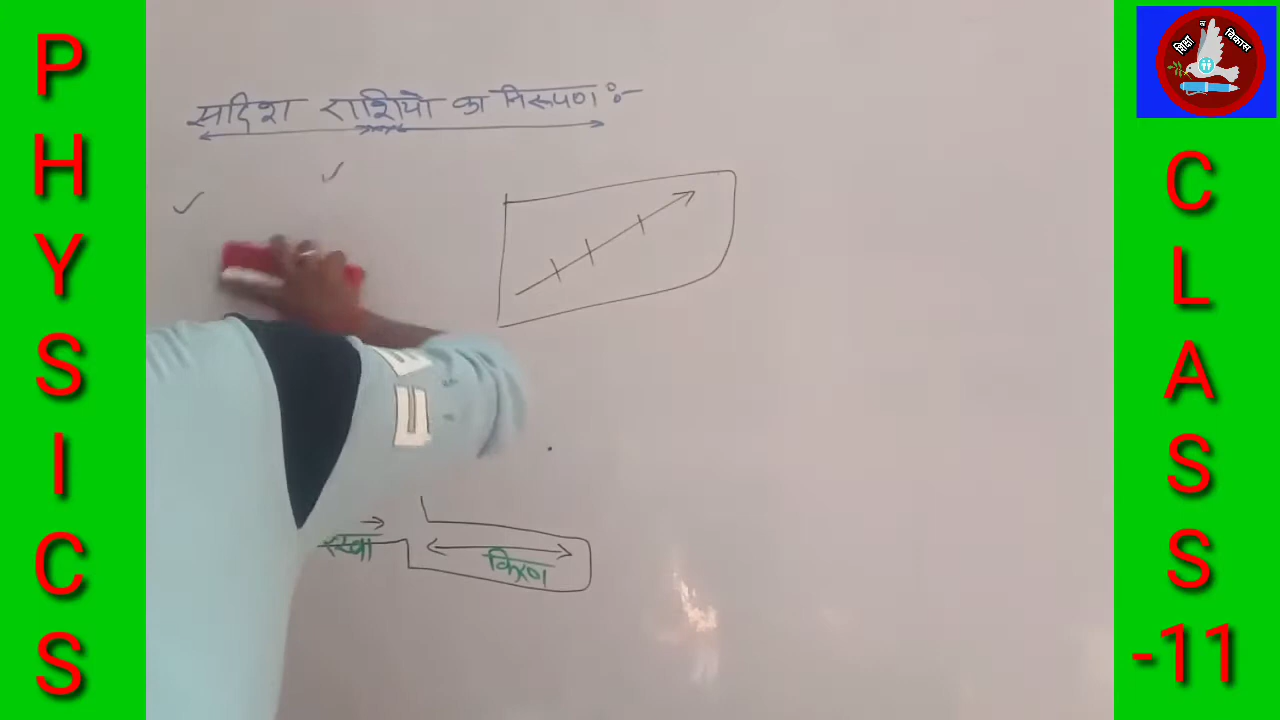 PHYSICS
सदिश राशियो का निरूपण :-
रेखा
किरण
शिक्षा व विकास
CLASS
-11